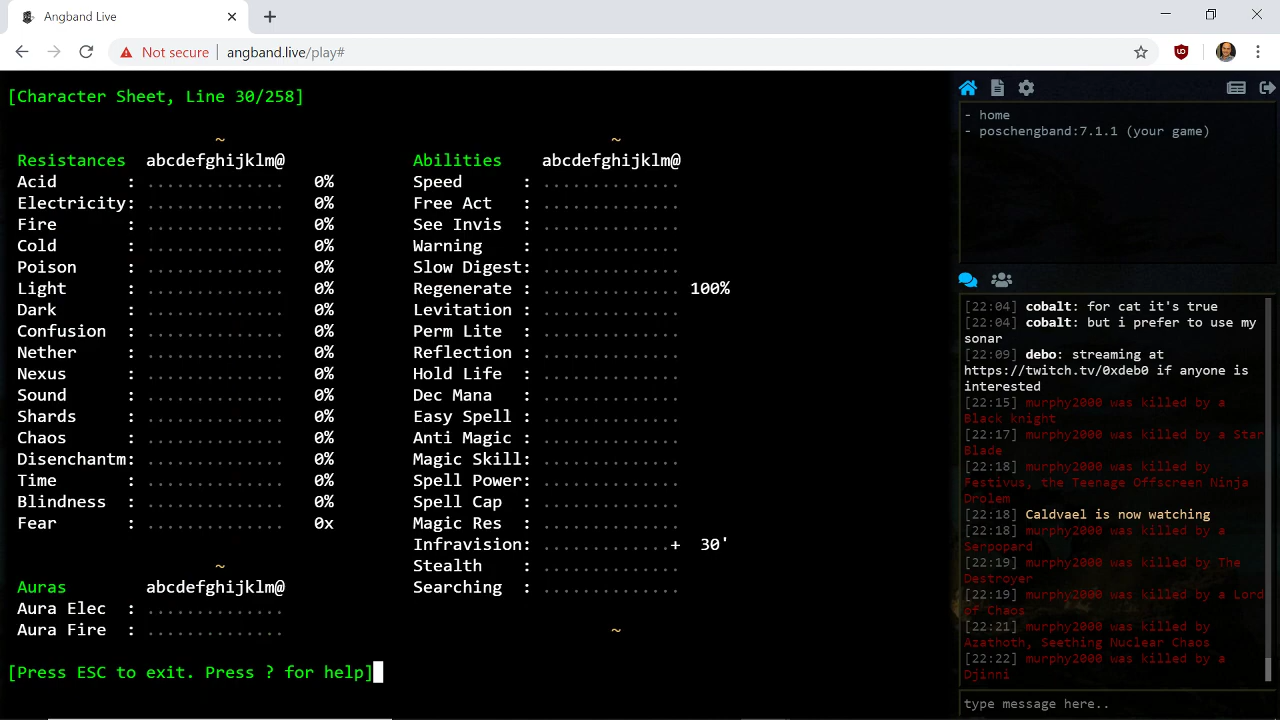 Angband Live
Not secure
angband.live/play#
[Character Sheet, Line 30/258]
~ ~
Resistances abcdefghijklm@ Abilities abcdefghijklm@
Acid : .............. 0% Speed : ..............
Electricity: .............. 0% Free Act : ..............
Fire : .............. 0% See Invis : ..............
Cold : .............. 0% Warning : ..............
Poison : .............. 0% Slow Digest: ..............
Light : .............. 0% Regenerate : .............. 100%
Dark : .............. 0% Levitation : ..............
Confusion : .............. 0% Perm Lite : ..............
Nether : .............. 0% Reflection : ..............
Nexus : .............. 0% Hold Life : ..............
Sound : .............. 0% Dec Mana : ..............
Shards : .............. 0% Easy Spell : ..............
Chaos : .............. 0% Anti Magic : ..............
Disenchantm: .............. 0% Magic Skill: ..............
Time : .............. 0% Spell Power: ..............
Blindness : .............. 0% Spell Cap : ..............
Fear : .............. 0x Magic Res : ..............
Infravision: .............+ 30'
~ Stealth : ..............
Auras abcdefghijklm@ Searching : ..............
Aura Elec : ..............
Aura Fire : .............. ~
[Press ESC to exit. Press ? for help]
- home
- poschengband:7.1.1 (your game)
[22:04] cobalt: for cat it's true
[22:04] cobalt: but i prefer to use my
sonar
[22:09] debo: streaming at
https://twitch.tv/0xdeb0 if anyone is
interested
[22:15] murphy2000 was killed by a
Black knight
[22:17] murphy2000 was killed by a Star
Blade
[22:18] murphy2000 was killed by
Festivus, the Teenage Offscreen Ninja
Drolem
[22:18] Caldvael is now watching
[22:18] murphy2000 was killed by a
Serpopard
[22:19] murphy2000 was killed by The
Destroyer
[22:19] murphy2000 was killed by a Lord
of Chaos
[22:21] murphy2000 was killed by
Azathoth, Seething Nuclear Chaos
[22:22] murphy2000 was killed by a
Djinni
type message here..